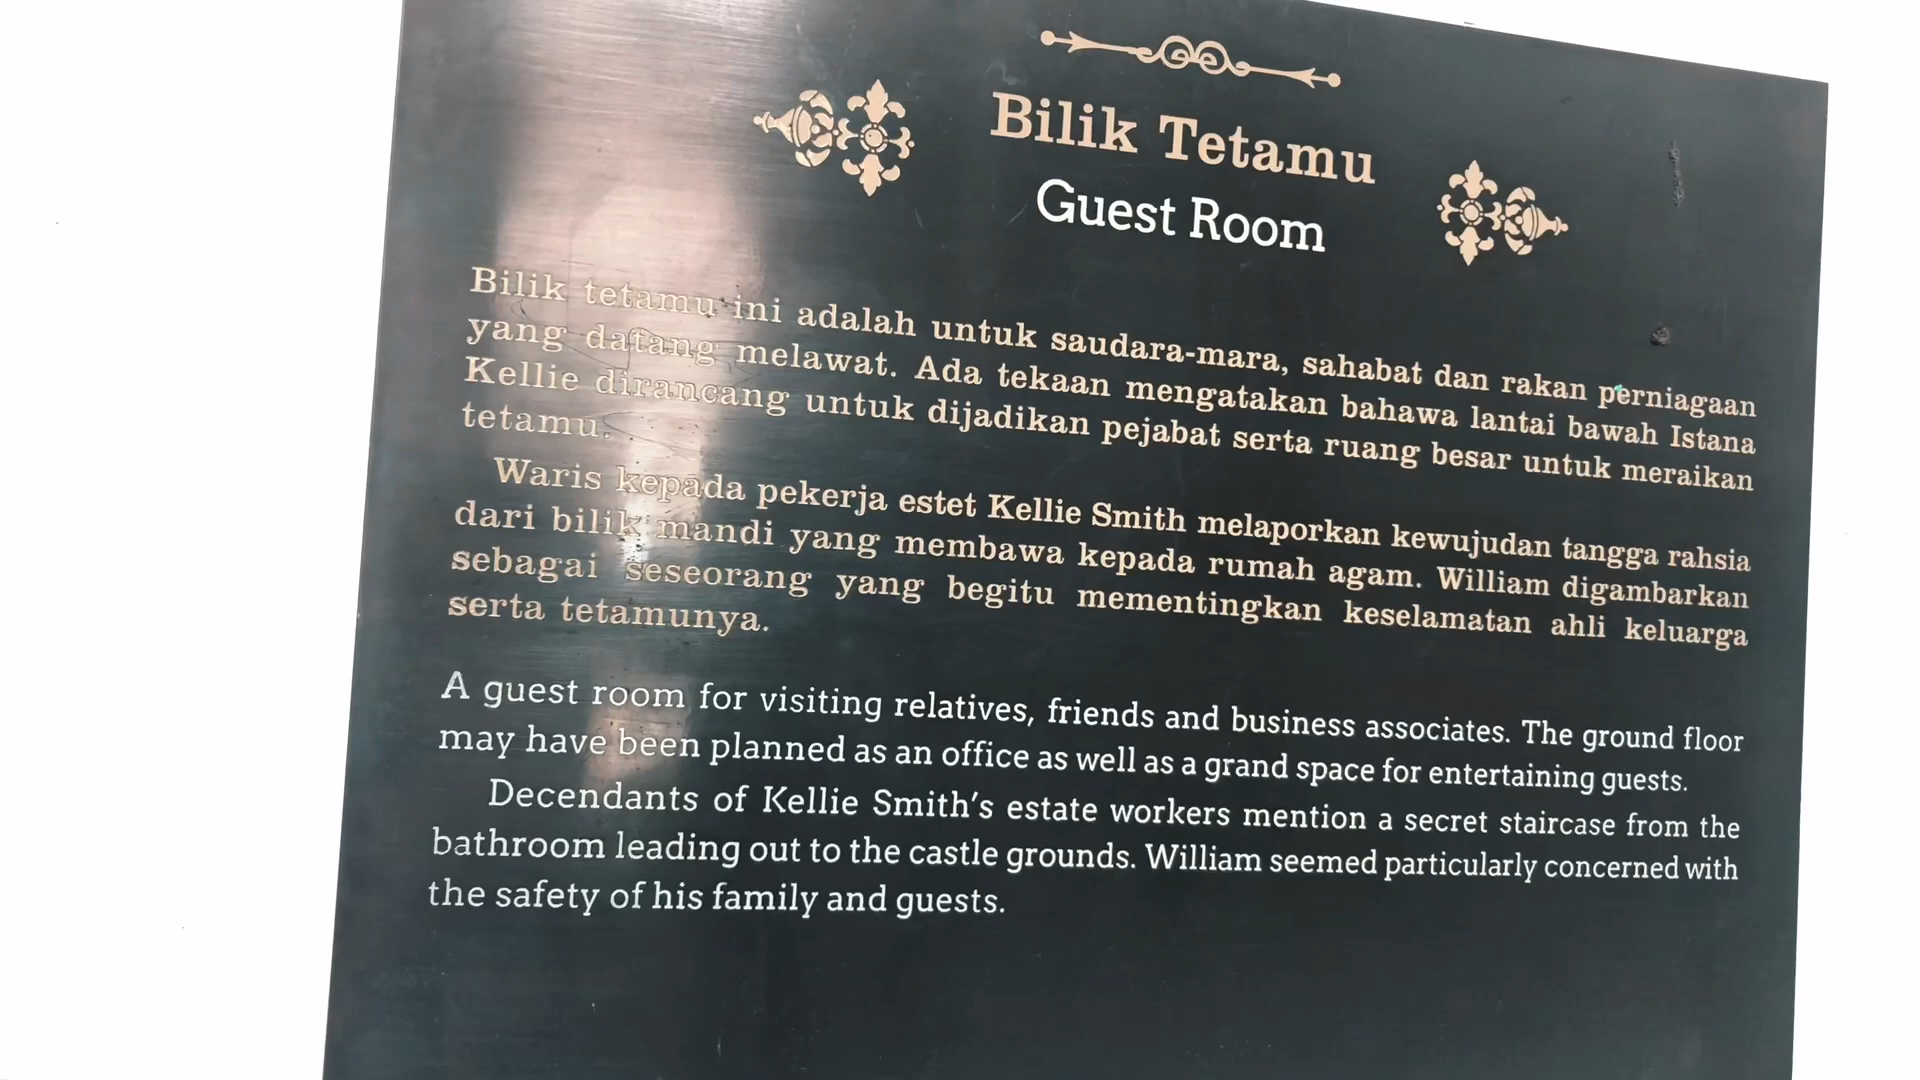 Bilik Tetamu
Guest Room
Bilik tetamu ini adalah untuk saudara-mara, sahabat dan rakan perniagaan
yang datang melawat. Ada tekaan mengatakan bahawa lantai bawah Istana
Kellie dirancang untuk dijadikan pejabat serta ruang besar untuk meraikan
tetamu.
Waris kepada pekerja estet Kellie Smith melaporkan kewujudan tangga rahsia
dari bilik mandi yang membawa kepada rumah agam. William digambarkan
sebagai seseorang yang begitu mementingkan keselamatan ahli keluarga
serta tetamunya.
A guest room for visiting relatives, friends and business associates. The ground floor
may have been planned as an office as well as a grand space for entertaining guests.
Decendants of Kellie Smith's estate workers mention a secret staircase from the
bathroom leading out to the castle grounds. William seemed particularly concerned with
the safety of his family and guests.